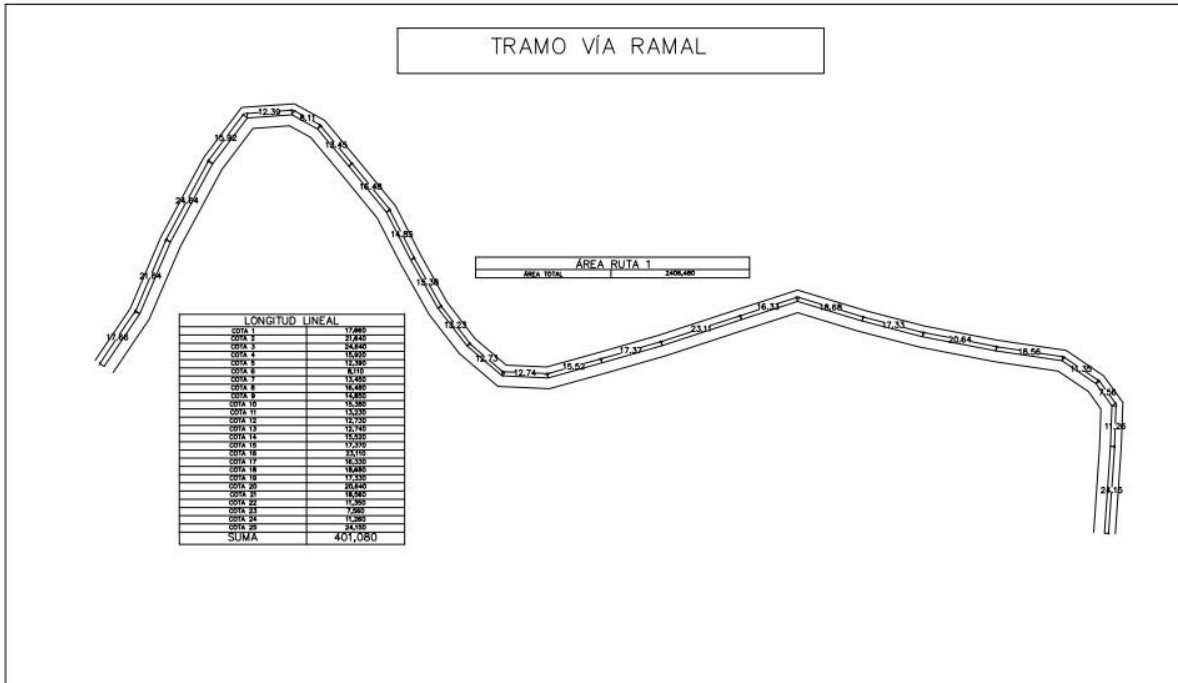 TRAMO VÍA RAMAL
12,39
8,11
15,92
13,45
16,48
24,64
14,85
ÁREA RUTA 1
ÁREA TOTAL 2406,480
21,64
15,38
16,33
18,68
17,66
13,23
23,11
17,33
20,64
12,73
17,37
18,56
12,74
15,52
11,35
7,56
11,26
24,15
LONGITUD LINEAL
COTA 1 17,660
COTA 2 21,640
COTA 3 24,640
COTA 4 15,920
COTA 5 12,390
COTA 6 8,110
COTA 7 13,450
COTA 8 16,480
COTA 9 14,850
COTA 10 15,380
COTA 11 13,230
COTA 12 12,730
COTA 13 12,740
COTA 14 15,520
COTA 15 17,370
COTA 16 23,110
COTA 17 16,330
COTA 18 18,680
COTA 19 17,330
COTA 20 20,640
COTA 21 18,560
COTA 22 11,350
COTA 23 7,560
COTA 24 11,260
COTA 25 24,150
SUMA 401,080